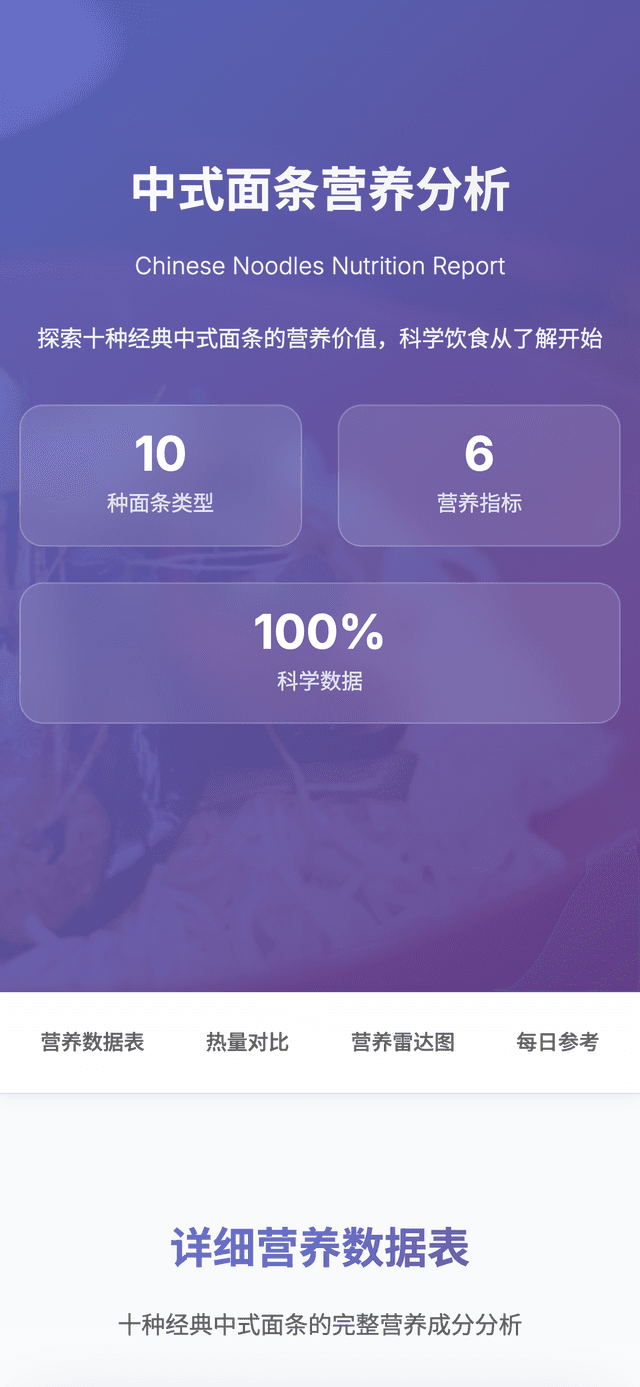 中式面条营养分析
Chinese Noodles Nutrition Report
探索十种经典中式面条的营养价值，科学饮食从了解开始
10
种面条类型
6
营养指标
100%
科学数据
营养数据表 热量对比 营养雷达图 每日参考
详细营养数据表
十种经典中式面条的完整营养成分分析